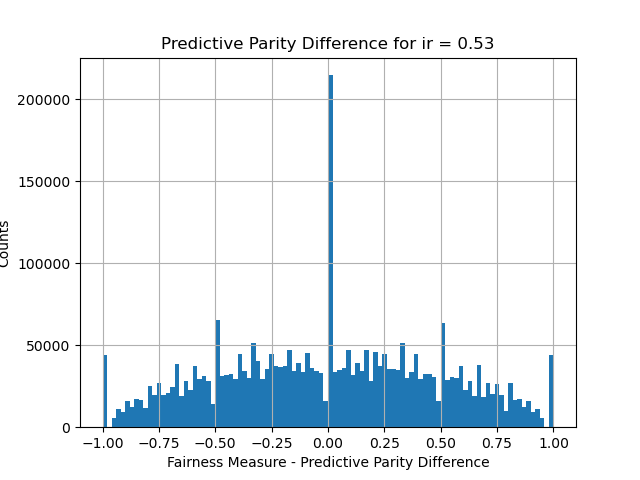 Predictive Parity Difference for ir = 0.53
Counts
200000
150000
100000
50000
0
−1.00 −0.75 −0.50 −0.25 0.00 0.25 0.50 0.75 1.00
Fairness Measure - Predictive Parity Difference